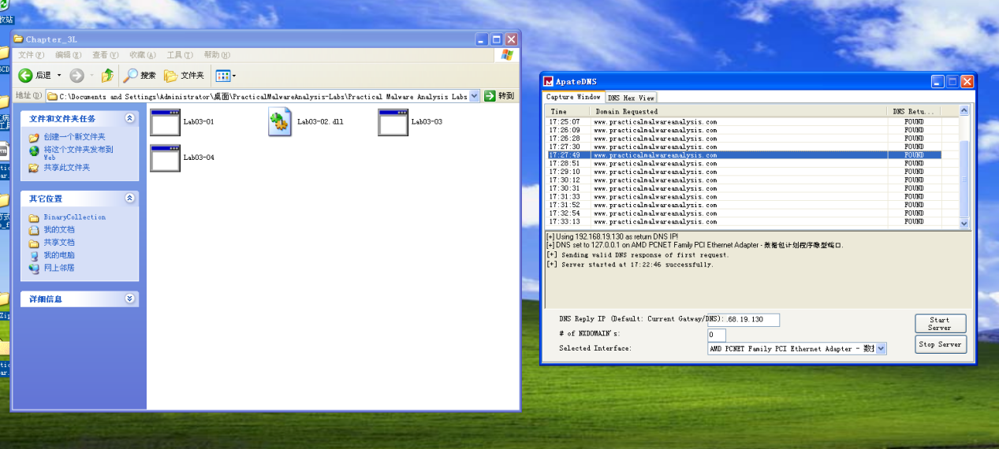 收站
Chapter_3L
文件(F) 编辑(E) 查看(V) 收藏(A) 工具(T) 帮助(H)
后退 搜索 文件夹
地址(D) C:\Documents and Settings\Administrator\桌面\PracticalMalwareAnalysis-Labs\Practical Malware Analysis Labs 转到
文件和文件夹任务
创建一个新文件夹
将这个文件夹发布到
Web
共享此文件夹
其它位置
BinaryCollection
我的文档
共享文档
我的电脑
网上邻居
详细信息
Lab03-01
Lab03-02.dll
Lab03-03
Lab03-04
ApateDNS
Capture Window DNS Hex View
Time Domain Requested DNS Retu...
17:25:07 www.practicalmalwareanalysis.com FOUND
17:26:09 www.practicalmalwareanalysis.com FOUND
17:26:28 www.practicalmalwareanalysis.com FOUND
17:27:30 www.practicalmalwareanalysis.com FOUND
17:27:49 www.practicalmalwareanalysis.com FOUND
17:28:51 www.practicalmalwareanalysis.com FOUND
17:29:10 www.practicalmalwareanalysis.com FOUND
17:30:12 www.practicalmalwareanalysis.com FOUND
17:30:31 www.practicalmalwareanalysis.com FOUND
17:31:33 www.practicalmalwareanalysis.com FOUND
17:31:52 www.practicalmalwareanalysis.com FOUND
17:32:54 www.practicalmalwareanalysis.com FOUND
17:33:13 www.practicalmalwareanalysis.com FOUND
[+] Using 192.168.19.130 as return DNS IP!
[+] DNS set to 127.0.0.1 on AMD PCNET Family PCI Ethernet Adapter - 数据包计划程序微型端口.
[+] Sending valid DNS response of first request.
[+] Server started at 17:22:46 successfully.
DNS Reply IP (Default: Current Gatway/DNS): .68.19.130
# of NXDOMAIN's: 0
Selected Interface: AMD PCNET Family PCI Ethernet Adapter - 数据
Start Server
Stop Server